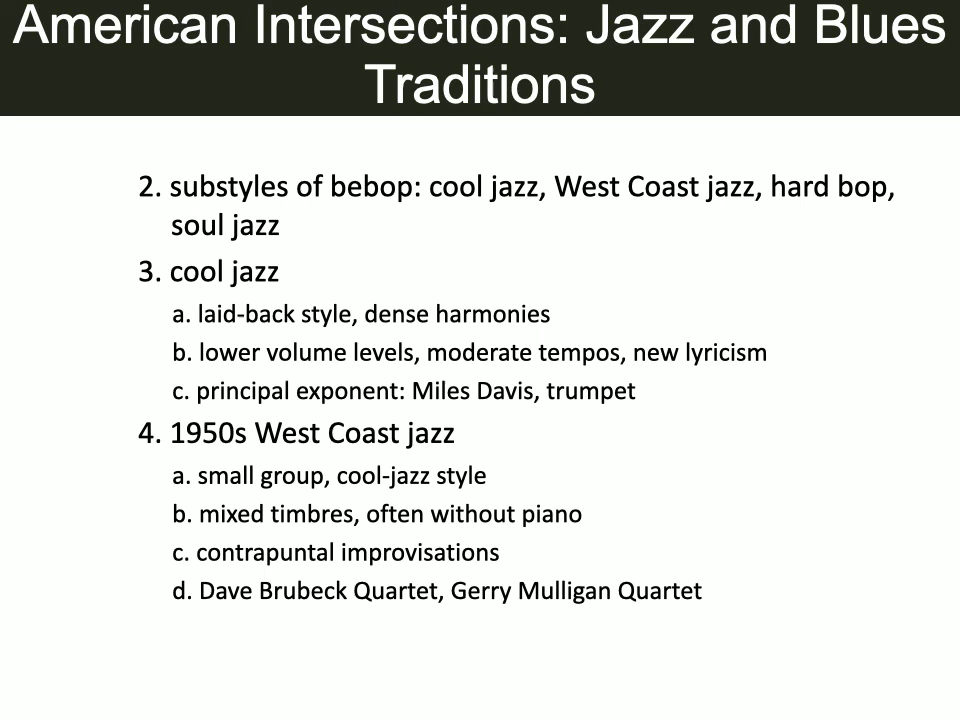 American Intersections: Jazz and Blues
Traditions
2. substyles of bebop: cool jazz, West Coast jazz, hard bop,
soul jazz
3. cool jazz
a. laid-back style, dense harmonies
b. lower volume levels, moderate tempos, new lyricism
c. principal exponent: Miles Davis, trumpet
4. 1950s West Coast jazz
a. small group, cool-jazz style
b. mixed timbres, often without piano
c. contrapuntal improvisations
d. Dave Brubeck Quartet, Gerry Mulligan Quartet